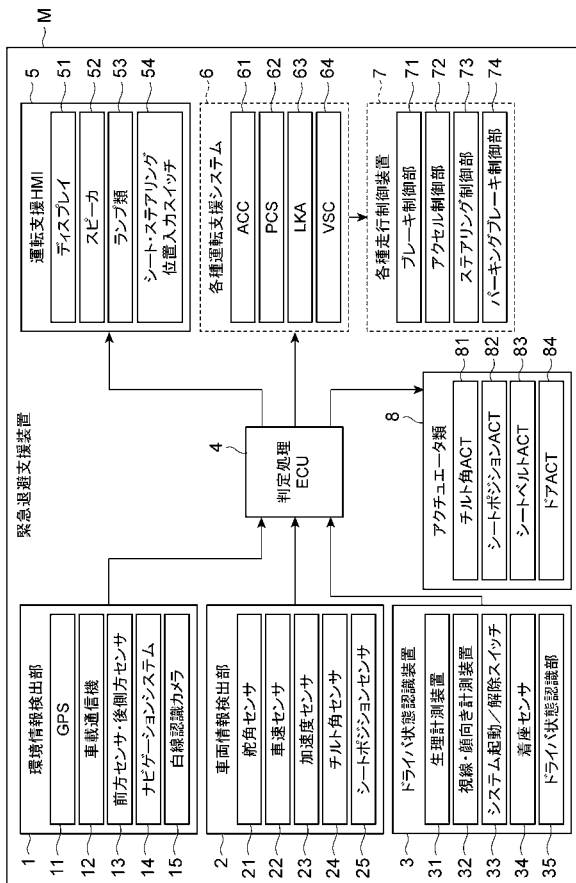 緊急退避支援装置
M
1
環境情報検出部
11
GPS
12
車載通信機
13
前方センサ・後側方センサ
14
ナビゲーションシステム
15
白線認識カメラ
2
車両情報検出部
21
舵角センサ
22
車速センサ
23
加速度センサ
24
チルト角センサ
25
シートポジションセンサ
3
ドライバ状態認識装置
31
生理計測装置
32
視線・顔向き計測装置
33
システム起動/解除スイッチ
34
着座センサ
35
ドライバ状態認識部
4
判定処理
ECU
5
運転支援HMI
ディスプレイ
51
スピーカ
52
ランプ類
53
シート・ステアリング
位置入力スイッチ
54
6
各種運転支援システム
ACC
61
PCS
62
LKA
63
VSC
64
7
各種走行制御装置
ブレーキ制御部
71
アクセル制御部
72
ステアリング制御部
73
パーキングブレーキ制御部
74
8
アクチュエータ類
チルト角ACT
81
シートポジションACT
82
シートベルトACT
83
ドアACT
84